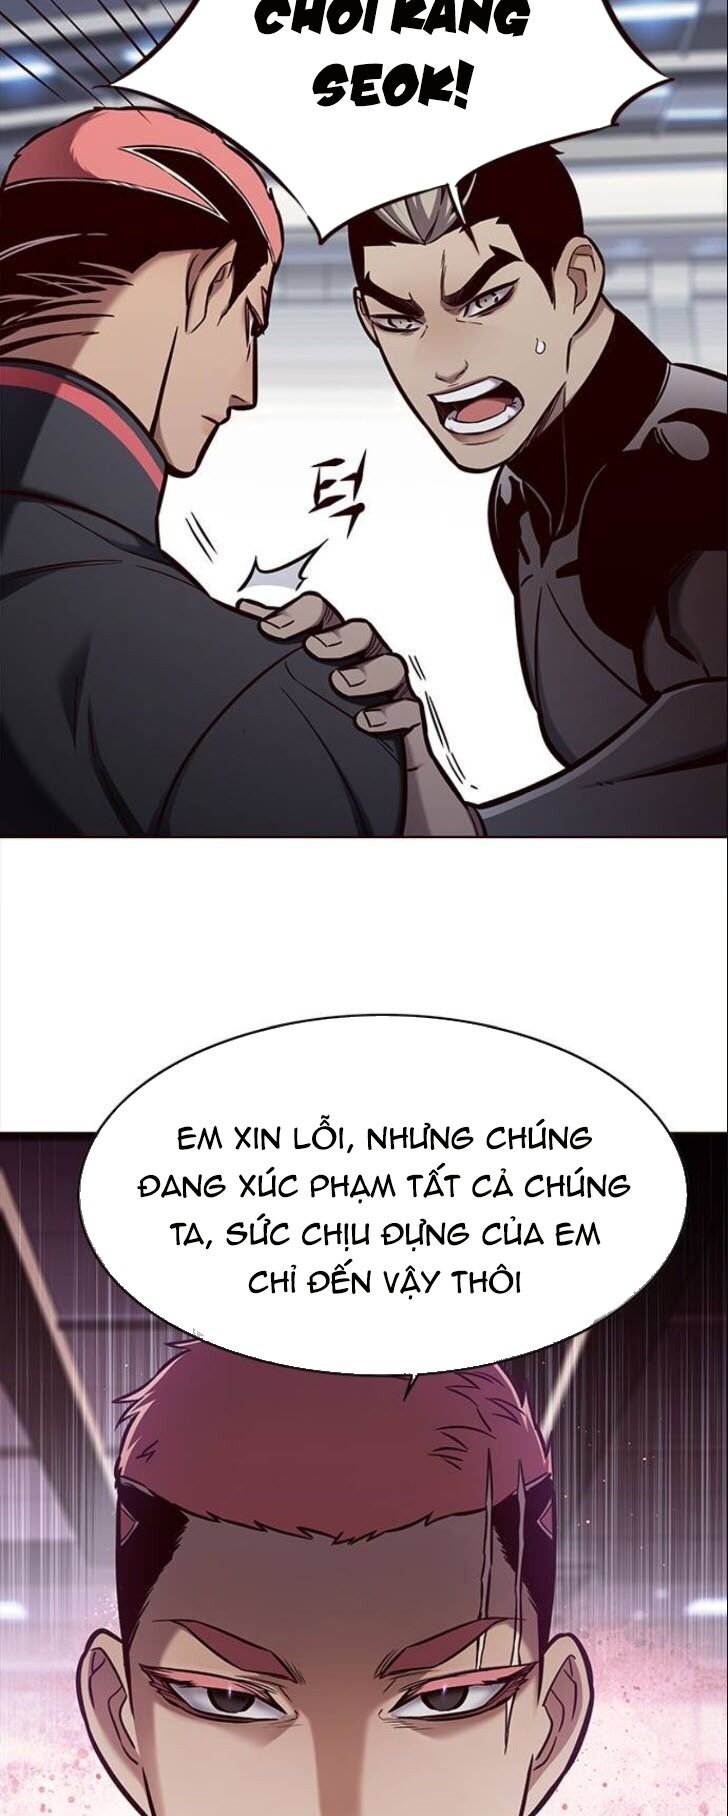 CHOI KANG
SEOK!
턱
EM XIN LỖI, NHƯNG CHÚNG
ĐANG XÚC PHẠM TẤT CẢ CHÚNG
TA, SỨC CHỊU ĐỰNG CỦA EM
CHỈ ĐẾN VẬY THÔI